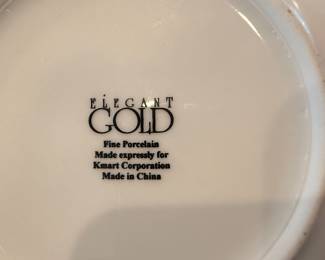 ELEGANT
GOLD
Fine Porcelain
Made expressly for
Kmart Corporation
Made in China